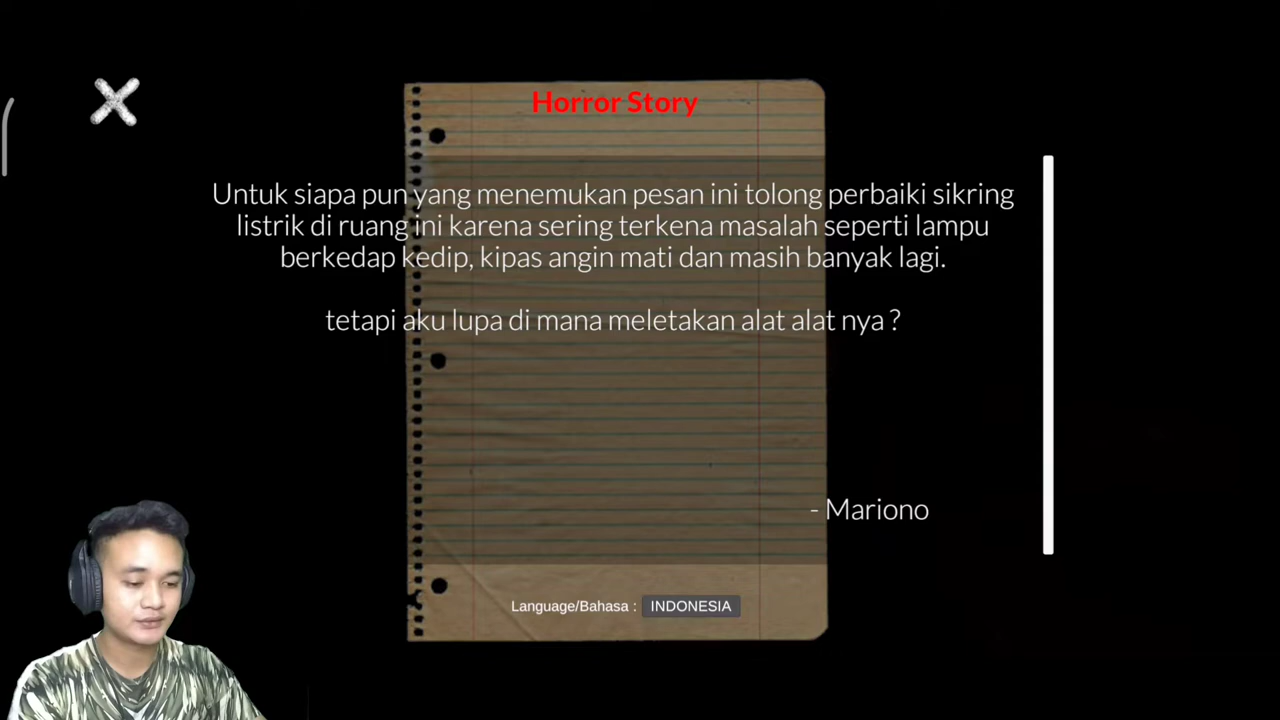 Horror Story
Untuk siapa pun yang menemukan pesan ini tolong perbaiki sikring
listrik di ruang ini karena sering terkena masalah seperti lampu
berkedap kedip, kipas angin mati dan masih banyak lagi.
tetapi aku lupa di mana meletakan alat alat nya ?
- Mariono
Language/Bahasa : INDONESIA